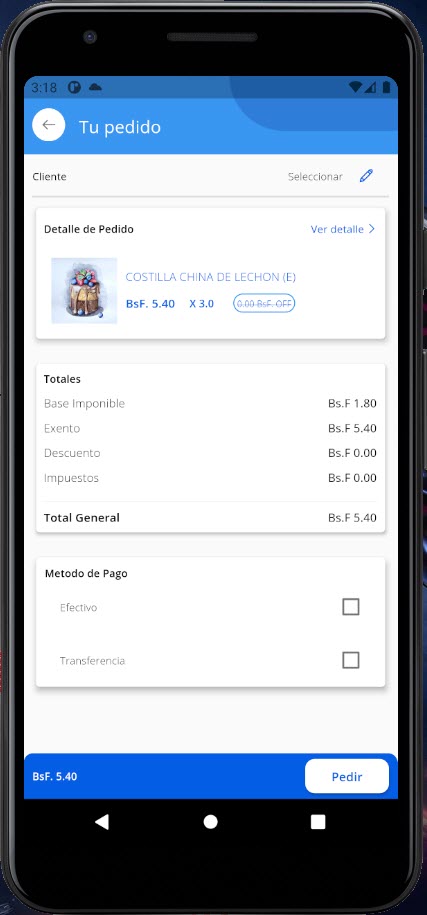 3:18
Tu pedido
Cliente Seleccionar
Detalle de Pedido Ver detalle
COSTILLA CHINA DE LECHON (E)
BsF. 5.40 X 3.0 0.00 BsF. OFF
Totales
Base Imponible Bs.F 1.80
Exento Bs.F 5.40
Descuento Bs.F 0.00
Impuestos Bs.F 0.00
Total General Bs.F 5.40
Metodo de Pago
Efectivo
Transferencia
BsF. 5.40 Pedir